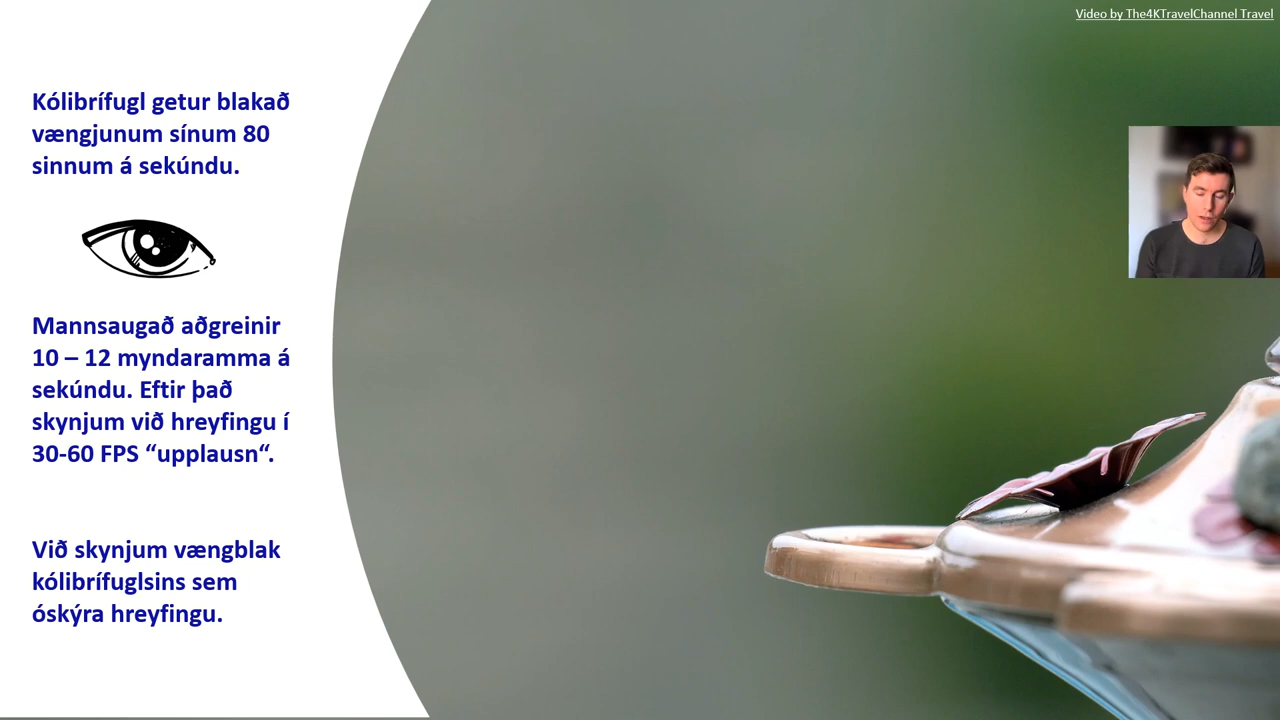 Video by The4KTravelChannel Travel
Kólibrífugl getur blakað
vængjunum sínum 80
sinnum á sekúndu.
Mannsaugað aðgreinir
10 – 12 myndaramma á
sekúndu. Eftir það
skynjum við hreyfingu í
30-60 FPS “upplausn“.
Við skynjum vængblak
kólibrífuglsins sem
óskýra hreyfingu.